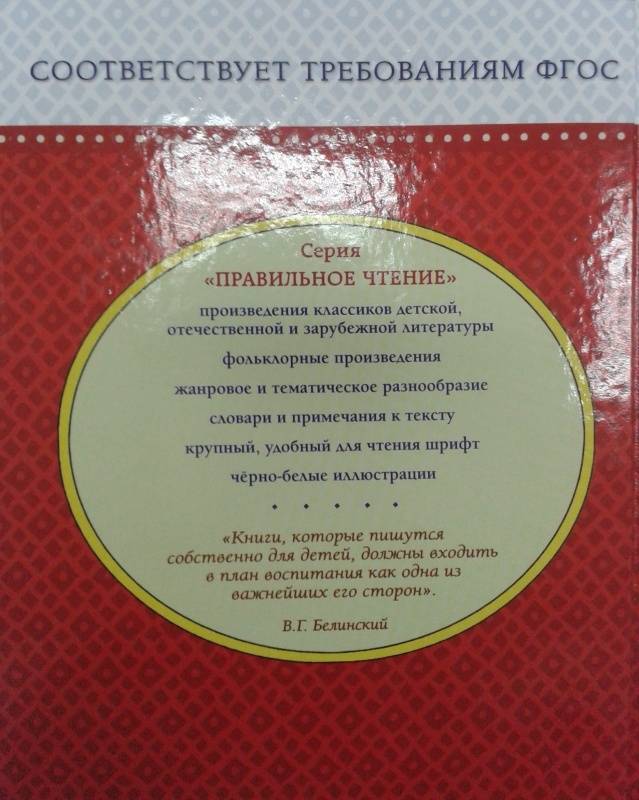 СООТВЕТСТВУЕТ ТРЕБОВАНИЯМ ФГОС
Серия
«ПРАВИЛЬНОЕ ЧТЕНИЕ»
произведения классиков детской,
отечественной и зарубежной литературы
фольклорные произведения
жанровое и тематическое разнообразие
словари и примечания к тексту
крупный, удобный для чтения шрифт
чёрно-белые иллюстрации
«Книги, которые пишутся
собственно для детей, должны входить
в план воспитания как одна из
важнейших его сторон».
В.Г. Белинский